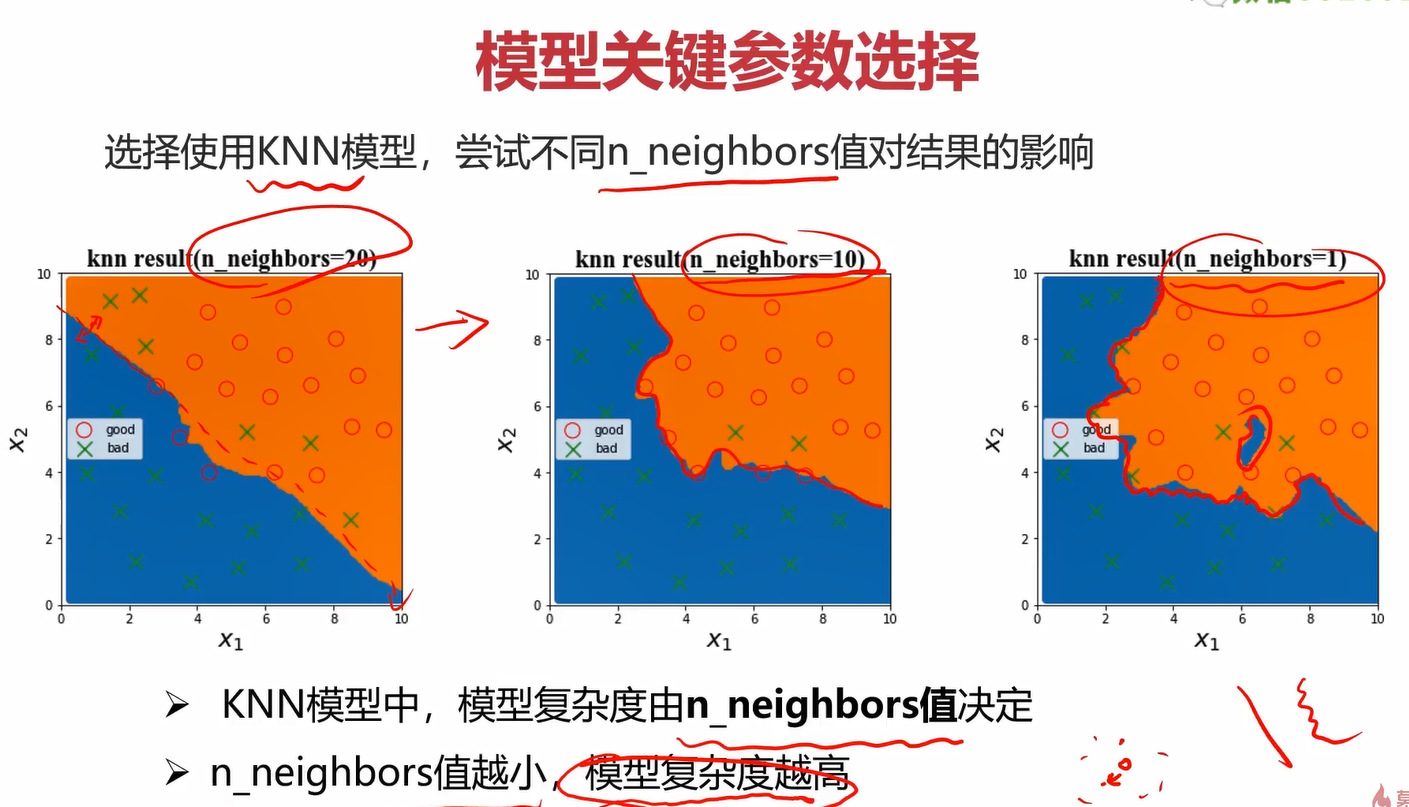 模型关键参数选择
选择使用KNN模型，尝试不同n_neighbors值对结果的影响
knn result(n_neighbors=20)
10
8
6
4
2
0
good
bad
0 2 4 6 8 10
x₁
x₂
knn result(n_neighbors=10)
10
8
6
4
2
0
good
bad
0 2 4 6 8 10
x₁
x₂
knn result(n_neighbors=1)
10
8
6
4
2
0
good
bad
0 2 4 6 8 10
x₁
x₂
➢ KNN模型中，模型复杂度由n_neighbors值决定
➢ n_neighbors值越小，模型复杂度越高